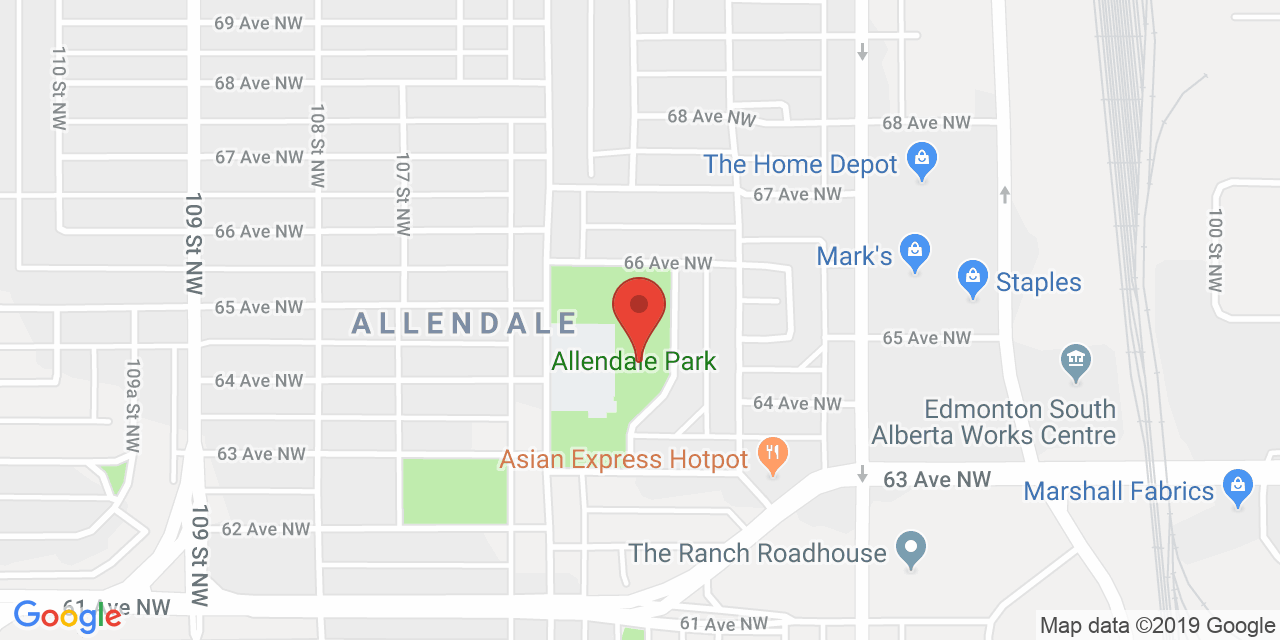 69 Ave NW
110 St NW
68 Ave NW
108 St NW
68 Ave NW
68 Ave NW
67 Ave NW
107 St NW
The Home Depot
109 St NW
67 Ave NW
66 Ave NW
100 St NW
Mark's
66 Ave NW
Staples
65 Ave NW
ALLENDALE
65 Ave NW
Allendale Park
109a St NW
64 Ave NW
64 Ave NW
Edmonton South
Alberta Works Centre
63 Ave NW
Asian Express Hotpot
63 Ave NW
Marshall Fabrics
109 St NW
62 Ave NW
The Ranch Roadhouse
61 Ave NW
Google
61 Ave NW
Map data ©2019 Google